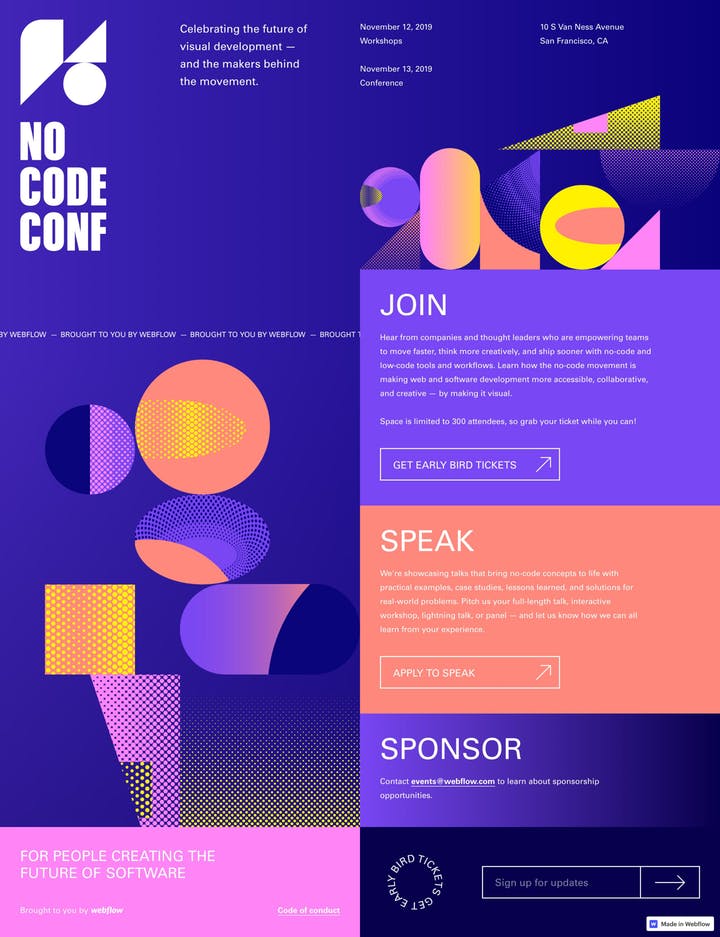 NO
CODE
CONF
Celebrating the future of
visual development —
and the makers behind
the movement.
November 12, 2019
Workshops
November 13, 2019
Conference
10 S Van Ness Avenue
San Francisco, CA
BY WEBFLOW — BROUGHT TO YOU BY WEBFLOW — BROUGHT TO YOU BY WEBFLOW — BROUGHT T
JOIN
Hear from companies and thought leaders who are empowering teams
to move faster, think more creatively, and ship sooner with no-code and
low-code tools and workflows. Learn how the no-code movement is
making web and software development more accessible, collaborative,
and creative — by making it visual.
Space is limited to 300 attendees, so grab your ticket while you can!
GET EARLY BIRD TICKETS
SPEAK
We're showcasing talks that bring no-code concepts to life with
practical examples, case studies, lessons learned, and solutions for
real-world problems. Pitch us your full-length talk, interactive
workshop, lightning talk, or panel — and let us know how we can all
learn from your experience.
APPLY TO SPEAK
SPONSOR
Contact events@webflow.com to learn about sponsorship
opportunities.
FOR PEOPLE CREATING THE
FUTURE OF SOFTWARE
Brought to you by webflow
Code of conduct
GET EARLY BIRD TICKETS
Sign up for updates
Made in Webflow